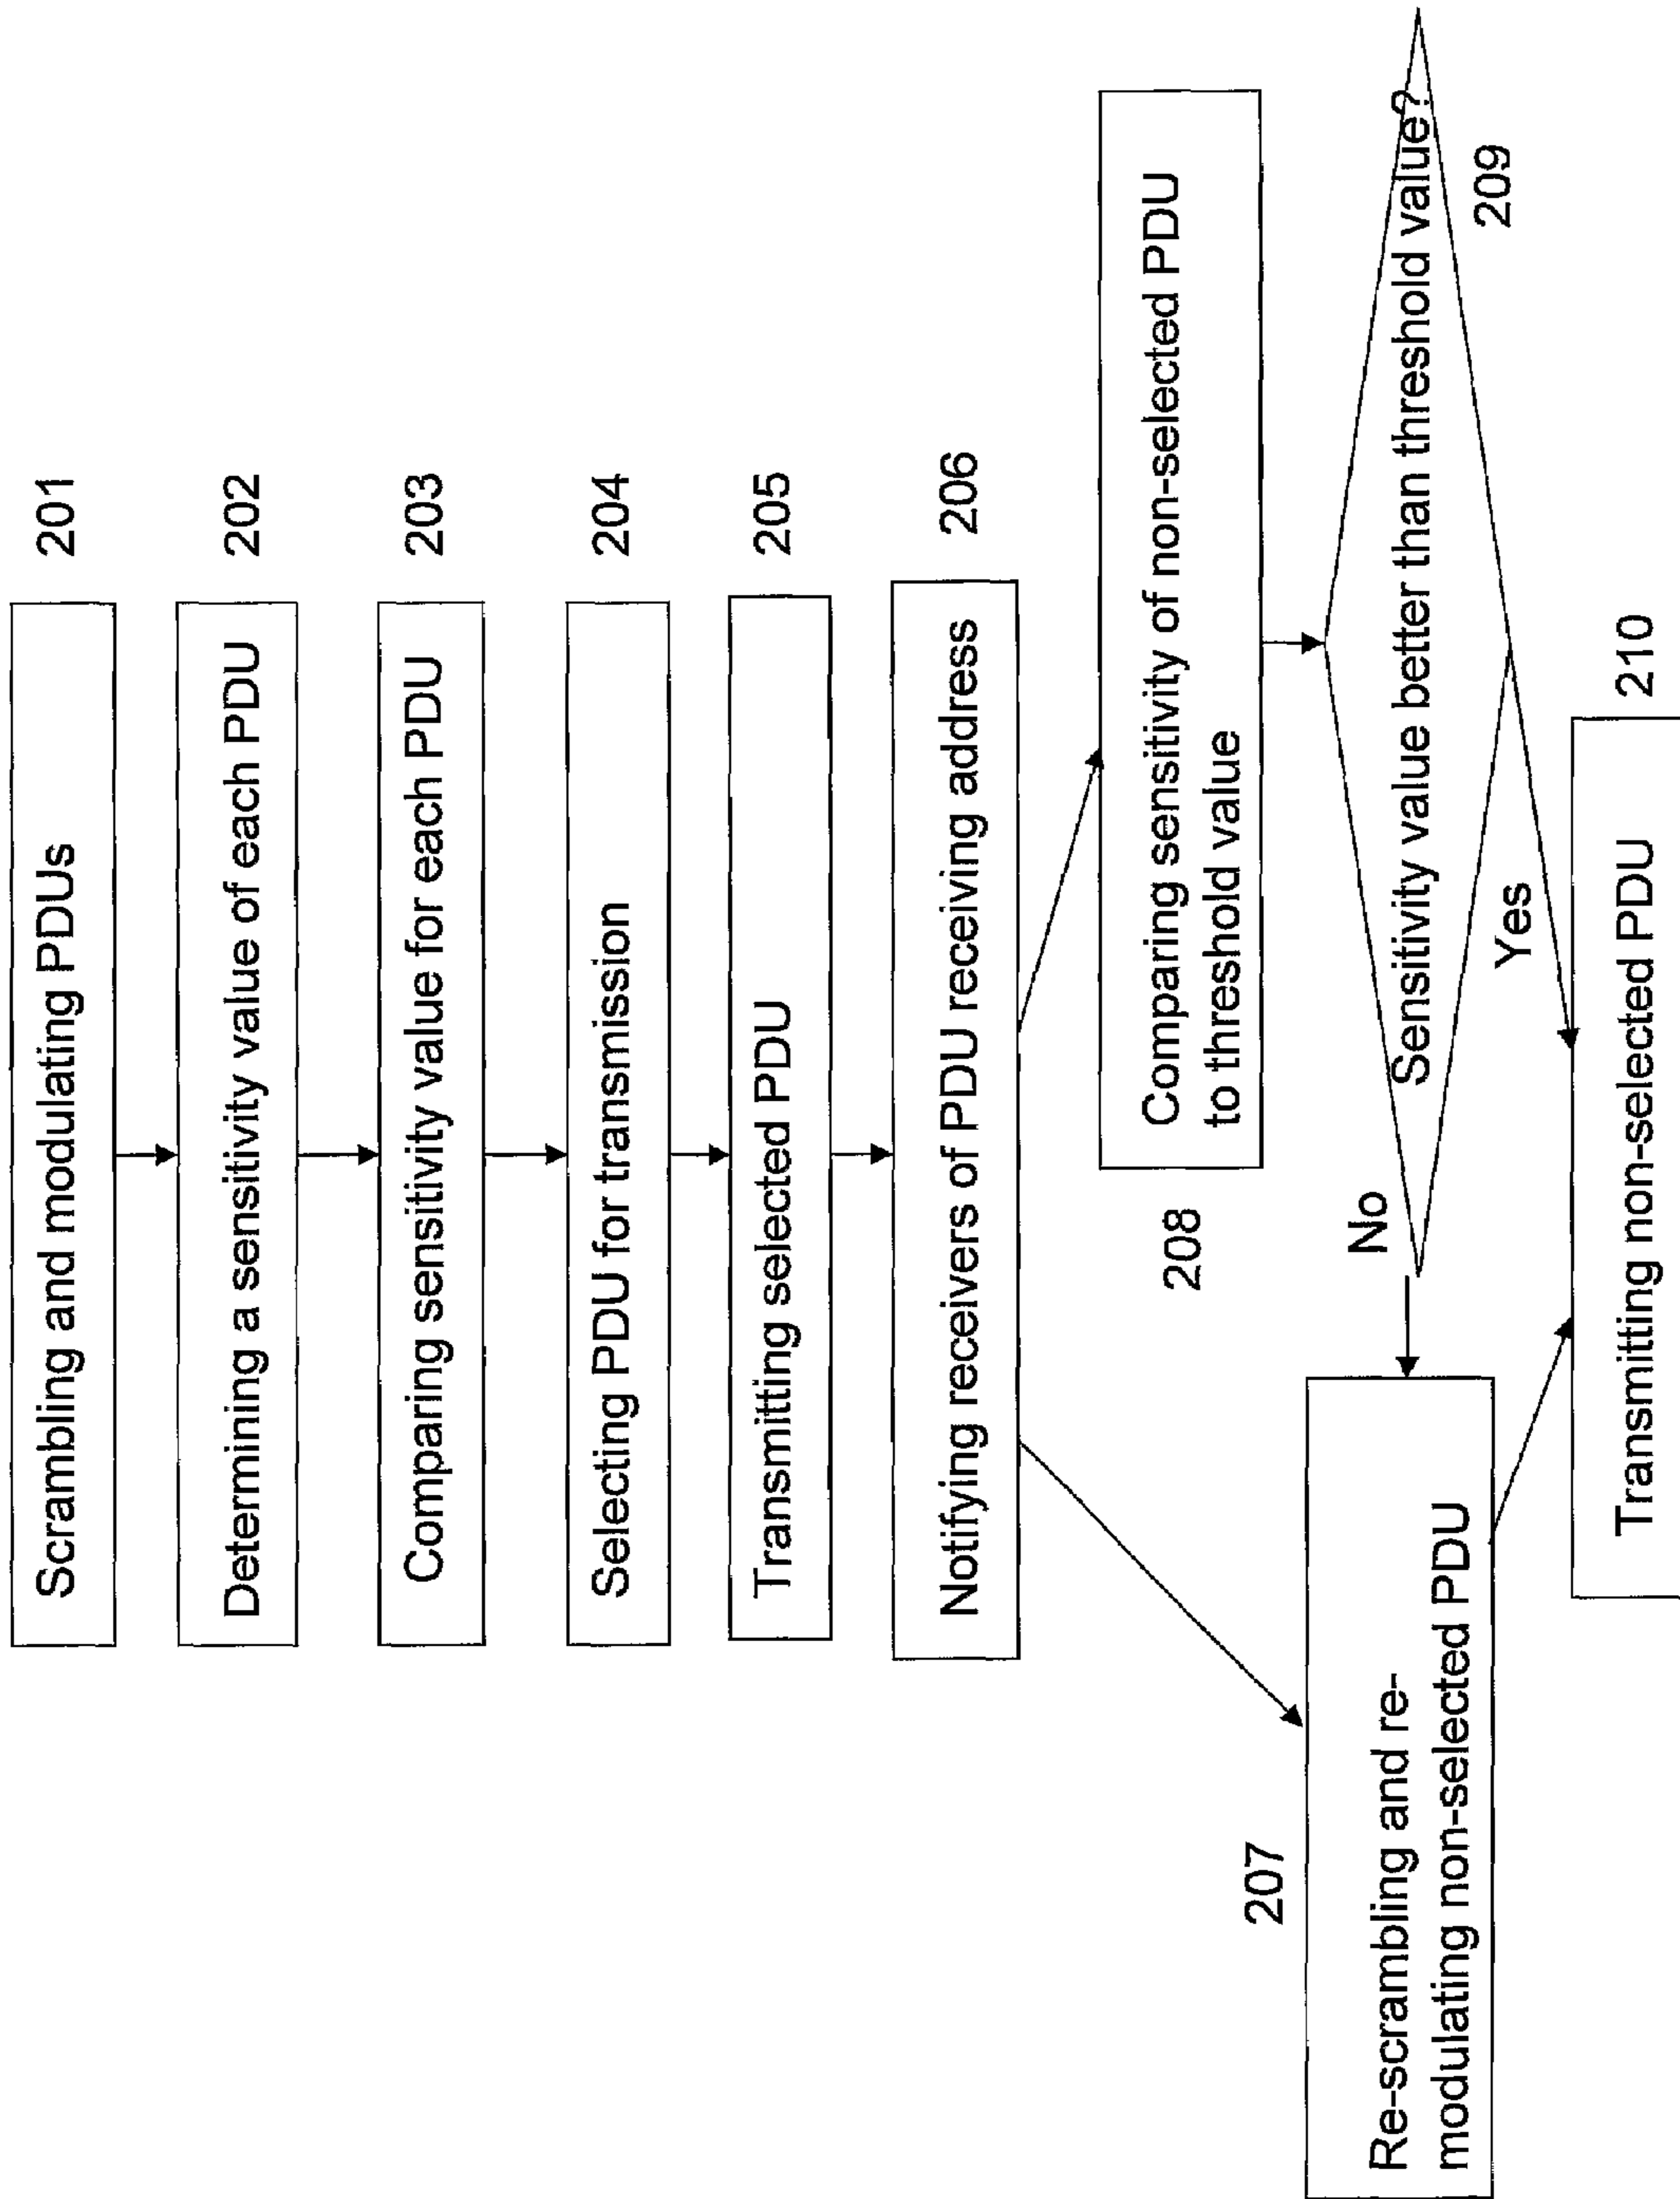 Scrambling and modulating PDUs
201
Determining a sensitivity value of each PDU
202
Comparing sensitivity value for each PDU
203
Selecting PDU for transmission
204
Transmitting selected PDU
205
Notifying receivers of PDU receiving address
206
207
Re-scrambling and re-
modulating non-selected PDU
208
Comparing sensitivity of non-selected PDU
to threshold value
No
Sensitivity value better than threshold value?
209
Yes
Transmitting non-selected PDU
210